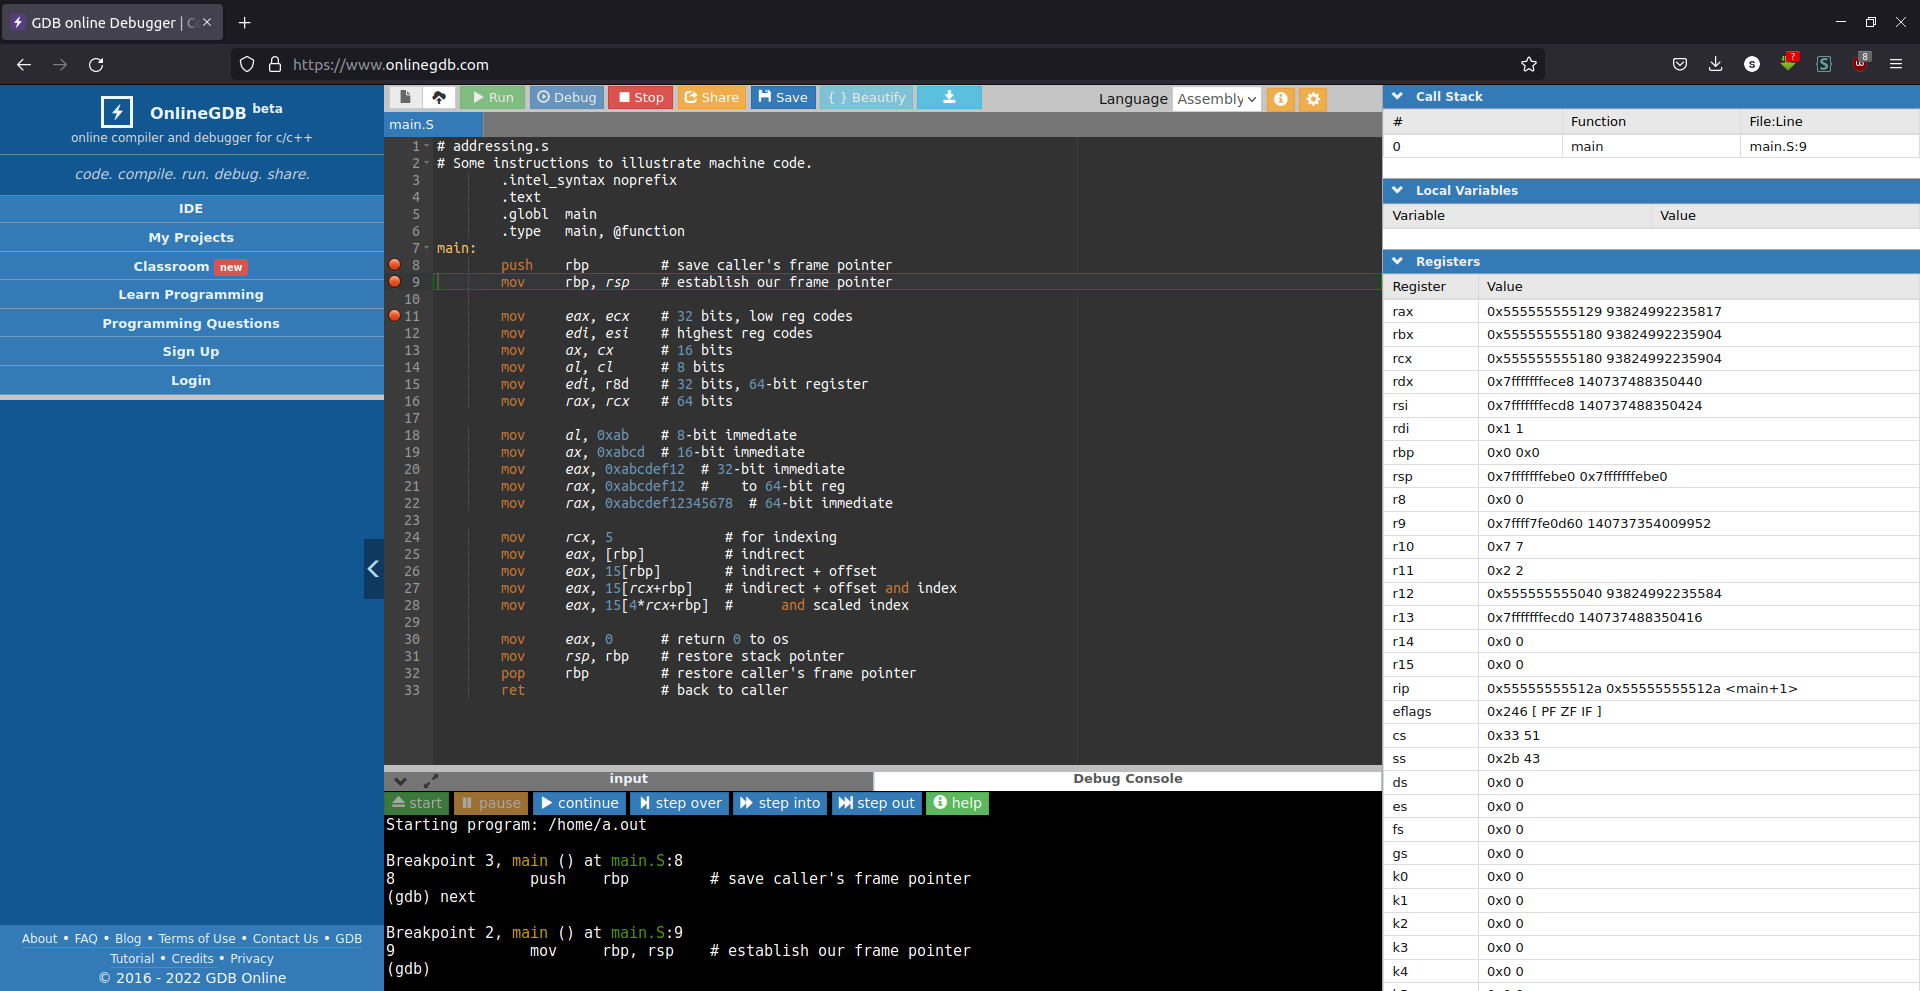 GDB online Debugger | C
https://www.onlinegdb.com
OnlineGDB beta
online compiler and debugger for c/c++
code. compile. run. debug. share.
IDE
My Projects
Classroom new
Learn Programming
Programming Questions
Sign Up
Login
About • FAQ • Blog • Terms of Use • Contact Us • GDB
Tutorial • Credits • Privacy
© 2016 - 2022 GDB Online
Run Debug Stop Share Save { } Beautify
Language Assembly
main.S
1 # addressing.s
2 # Some instructions to illustrate machine code.
3 .intel_syntax noprefix
4 .text
5 .globl main
6 .type main, @function
7 main:
8 push rbp # save caller's frame pointer
9 mov rbp, rsp # establish our frame pointer
10
11 mov eax, ecx # 32 bits, low reg codes
12 mov edi, esi # highest reg codes
13 mov ax, cx # 16 bits
14 mov al, cl # 8 bits
15 mov edi, r8d # 32 bits, 64-bit register
16 mov rax, rcx # 64 bits
17
18 mov al, 0xab # 8-bit immediate
19 mov ax, 0xabcd # 16-bit immediate
20 mov eax, 0xabcdef12 # 32-bit immediate
21 mov rax, 0xabcdef12 # to 64-bit reg
22 mov rax, 0xabcdef12345678 # 64-bit immediate
23
24 mov rcx, 5 # for indexing
25 mov eax, [rbp] # indirect
26 mov eax, 15[rbp] # indirect + offset
27 mov eax, 15[rcx+rbp] # indirect + offset and index
28 mov eax, 15[4*rcx+rbp] # and scaled index
29
30 mov eax, 0 # return 0 to os
31 mov rsp, rbp # restore stack pointer
32 pop rbp # restore caller's frame pointer
33 ret # back to caller
input Debug Console
start pause continue step over step into step out help
Starting program: /home/a.out
Breakpoint 3, main () at main.S:8
8 push rbp # save caller's frame pointer
(gdb) next
Breakpoint 2, main () at main.S:9
9 mov rbp, rsp # establish our frame pointer
(gdb)
Call Stack
# Function File:Line
0 main main.S:9
Local Variables
Variable Value
Registers
Register Value
rax 0x555555555129 93824992235817
rbx 0x555555555180 93824992235904
rcx 0x555555555180 93824992235904
rdx 0x7fffffffece8 140737488350440
rsi 0x7fffffffecd8 140737488350424
rdi 0x1 1
rbp 0x0 0x0
rsp 0x7fffffffebe0 0x7fffffffebe0
r8 0x0 0
r9 0x7ffff7fe0d60 140737354009952
r10 0x7 7
r11 0x2 2
r12 0x555555555040 93824992235584
r13 0x7fffffffecd0 140737488350416
r14 0x0 0
r15 0x0 0
rip 0x55555555512a 0x55555555512a <main+1>
eflags 0x246 [ PF ZF IF ]
cs 0x33 51
ss 0x2b 43
ds 0x0 0
es 0x0 0
fs 0x0 0
gs 0x0 0
k0 0x0 0
k1 0x0 0
k2 0x0 0
k3 0x0 0
k4 0x0 0